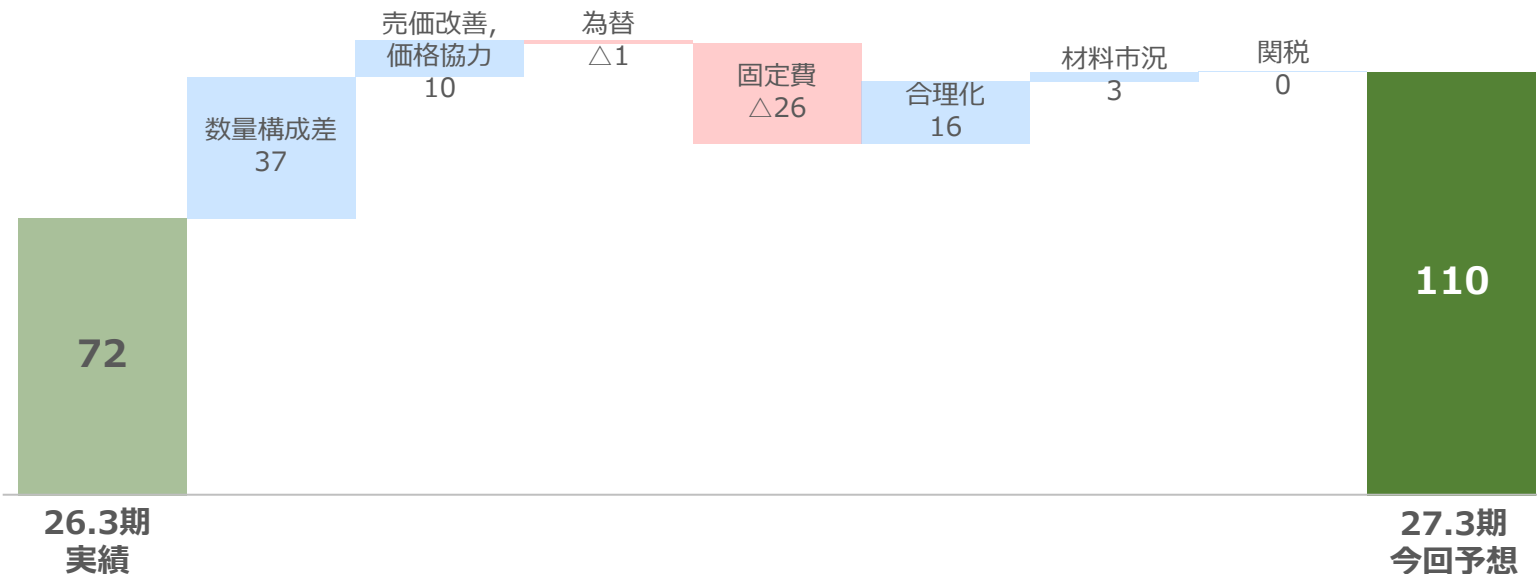 売価改善,
価格協力
10
為替
△1
固定費
△26
合理化
16
材料市況
3
関税
0
数量構成差
37
72
110
26.3期
実績
27.3期
今回予想